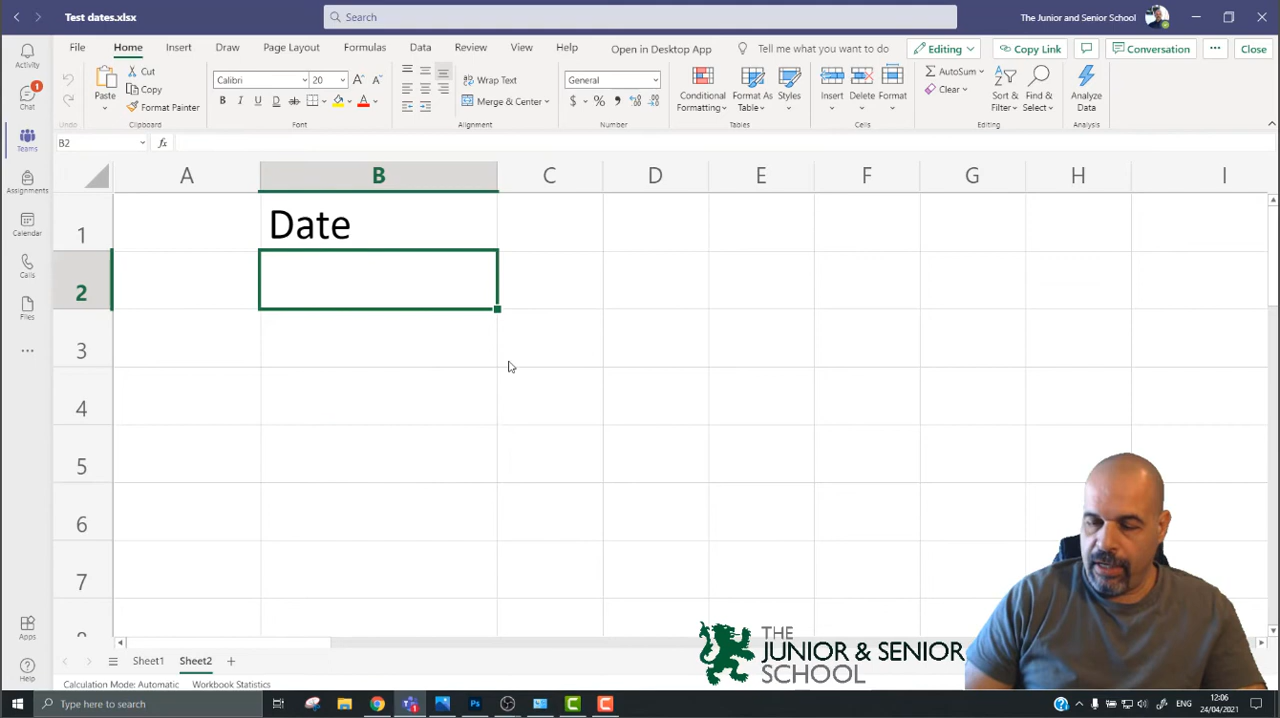 Test dates.xlsx
Search
The Junior and Senior School
File Home Insert Draw Page Layout Formulas Data Review View Help Open in Desktop App Tell me what you want to do Editing Copy Link Conversation ... Close
Activity
Chat
1
Teams
Assignments
Calendar
Calls
Files
...
Apps
Help
Undo
Paste
Cut
Copy
Format Painter
Clipboard
Calibri 20 A A
B I U D ab A
Font
Wrap Text
Merge & Center
Alignment
General
$ % 9
Number
Conditional Formatting
Format As Table
Styles
Tables
Insert
Delete
Format
Cells
AutoSum
Clear
Sort & Filter
Find & Select
Editing
Analyze Data
Analysis
B2 fx
A B C D E F G H I
1 Date
2
3
4
5
6
7
8
THE
JUNIOR & SENIOR
SCHOOL
Sheet1 Sheet2 +
Calculation Mode: Automatic Workbook Statistics
Type here to search
ENG
12:06
24/04/2021